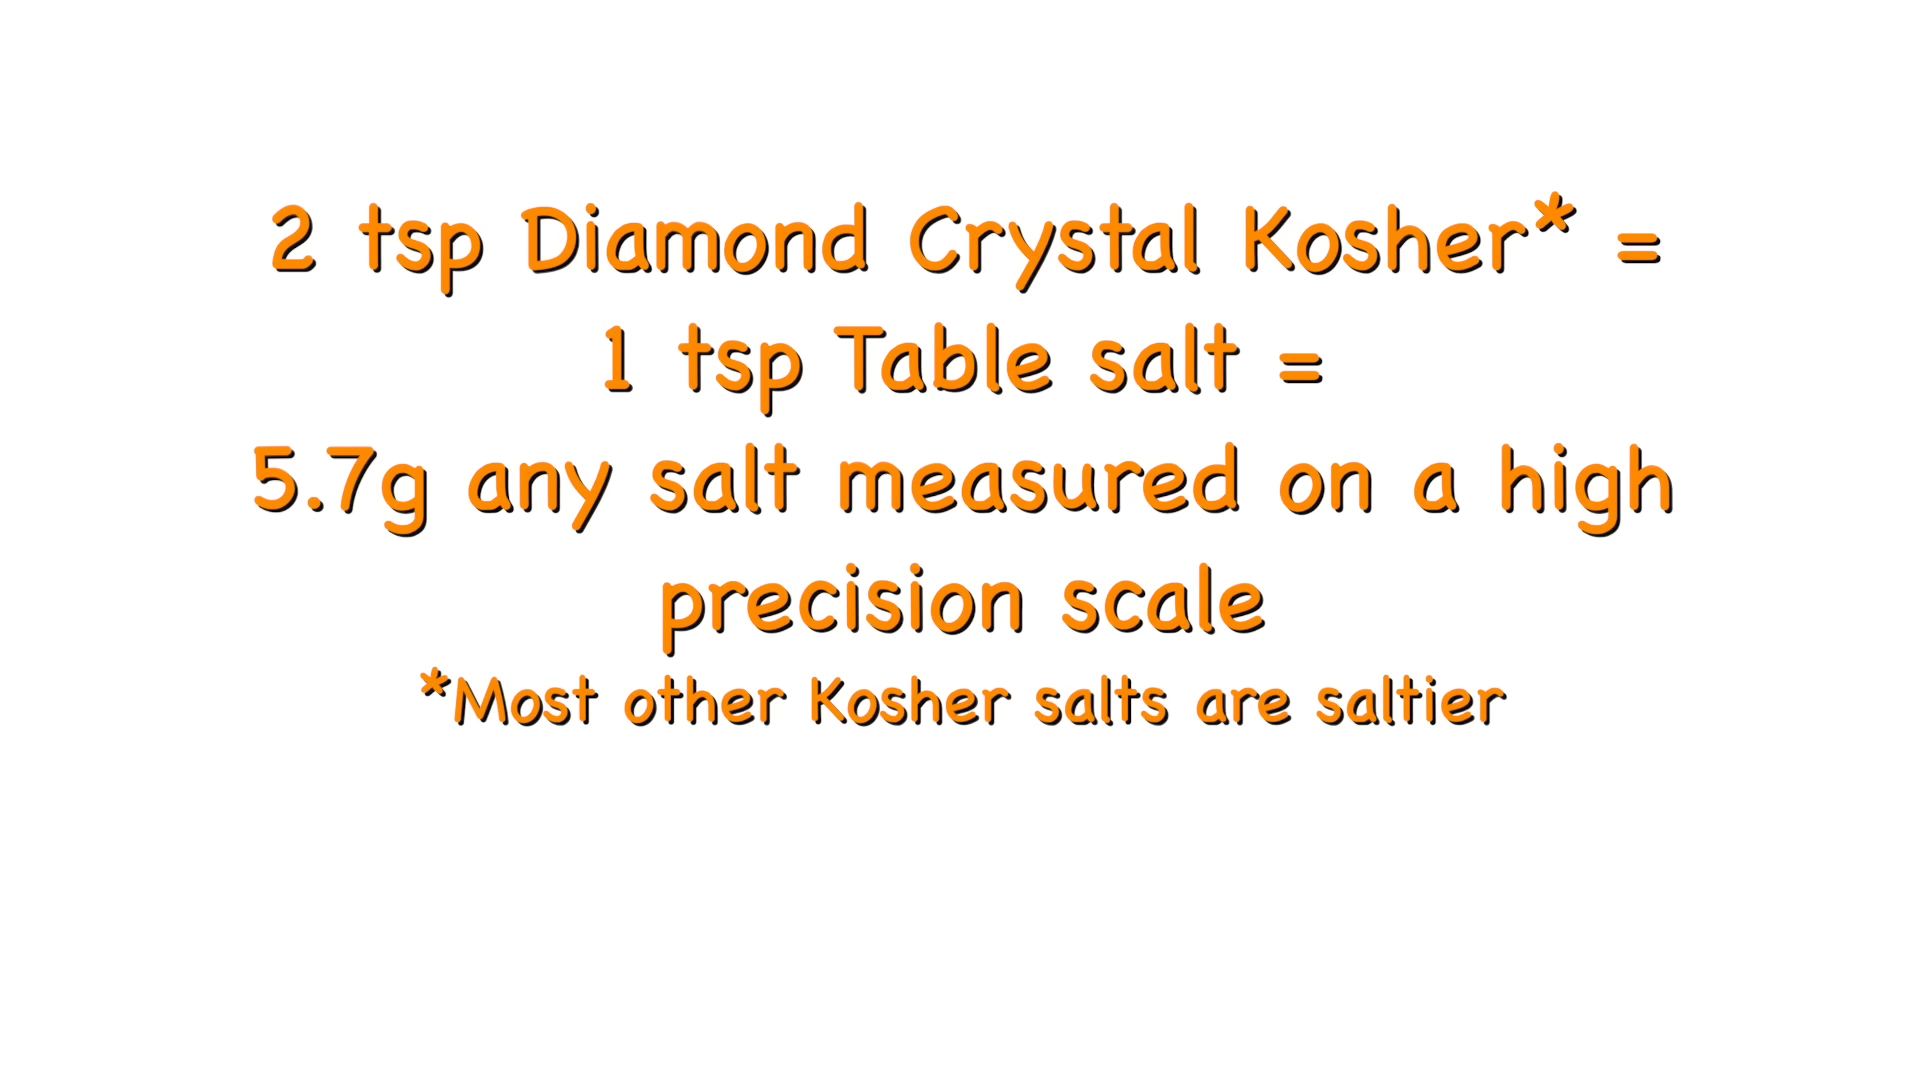 2 tsp Diamond Crystal Kosher* =
1 tsp Table salt =
5.7g any salt measured on a high
precision scale
*Most other Kosher salts are saltier